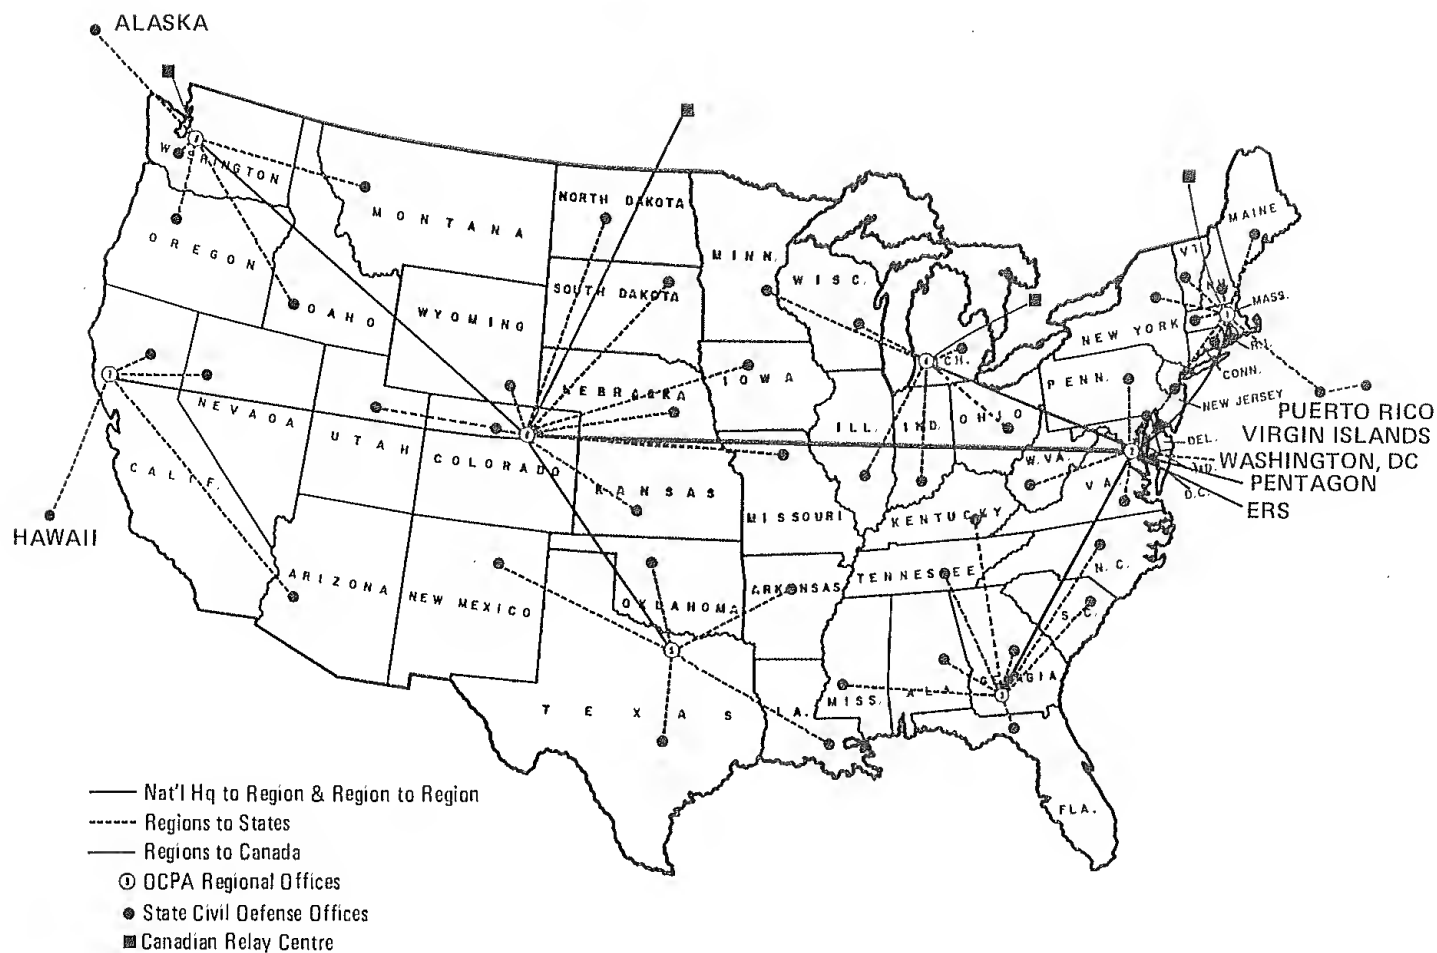 ALASKA
WASHINGTON
MONTANA
NORTH DAKOTA
MINN.
MAINE
OREGON
VT.
N.H.
WISC.
SOUTH DAKOTA
IDAHO
WYOMING
MASS.
NEW YORK
R.I.
CH.
CONN.
NEVADA
NEBRASKA
IOWA
PENN.
NEW JERSEY
UTAH
COLORADO
ILL.
IND.
OHIO
PUERTO RICO
VIRGIN ISLANDS
DEL.
W.VA.
WASHINGTON, DC
MD.
CALIF.
KANSAS
VA.
PENTAGON
D.C.
ERS
MISSOURI
KENTUCKY
HAWAII
ARIZONA
NEW MEXICO
OKLAHOMA
ARKANSAS
TENNESSEE
N.C.
S.C.
TEXAS
LA.
MISS.
ALA.
GEORGIA
FLA.
Nat'l Hq to Region & Region to Region
Regions to States
Regions to Canada
OCPA Regional Offices
State Civil Defense Offices
Canadian Relay Centre